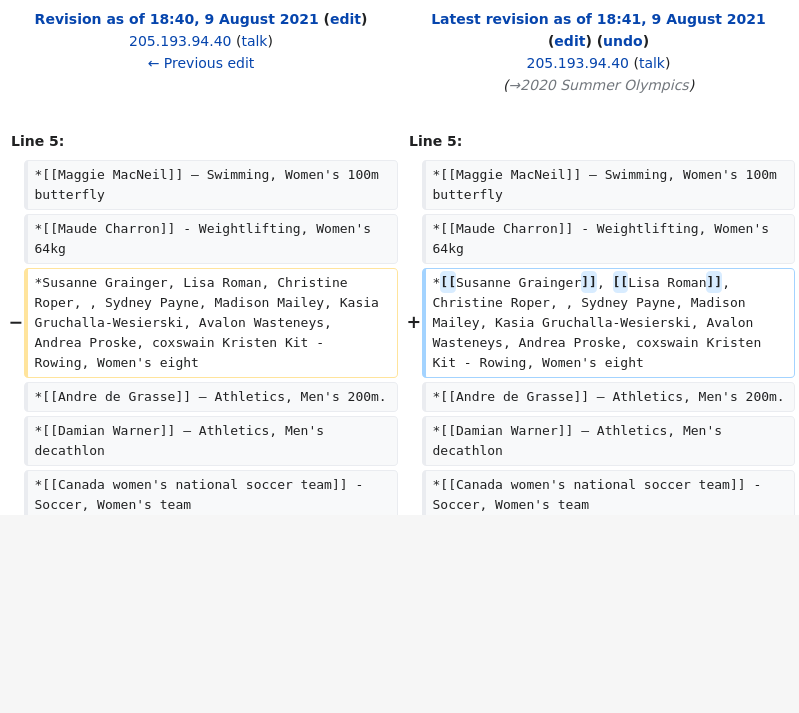 Revision as of 18:40, 9 August 2021 (edit)
205.193.94.40 (talk)
← Previous edit
Latest revision as of 18:41, 9 August 2021
(edit) (undo)
205.193.94.40 (talk)
(→2020 Summer Olympics)
Line 5:
*[[Maggie MacNeil]] – Swimming, Women's 100m
butterfly
*[[Maude Charron]] - Weightlifting, Women's
64kg
− *Susanne Grainger, Lisa Roman, Christine
Roper, , Sydney Payne, Madison Mailey, Kasia
Gruchalla-Wesierski, Avalon Wasteneys,
Andrea Proske, coxswain Kristen Kit -
Rowing, Women's eight
*[[Andre de Grasse]] – Athletics, Men's 200m.
*[[Damian Warner]] – Athletics, Men's
decathlon
*[[Canada women's national soccer team]] -
Soccer, Women's team
Line 5:
*[[Maggie MacNeil]] – Swimming, Women's 100m
butterfly
*[[Maude Charron]] - Weightlifting, Women's
64kg
+ *[[Susanne Grainger]], [[Lisa Roman]],
Christine Roper, , Sydney Payne, Madison
Mailey, Kasia Gruchalla-Wesierski, Avalon
Wasteneys, Andrea Proske, coxswain Kristen
Kit - Rowing, Women's eight
*[[Andre de Grasse]] – Athletics, Men's 200m.
*[[Damian Warner]] – Athletics, Men's
decathlon
*[[Canada women's national soccer team]] -
Soccer, Women's team